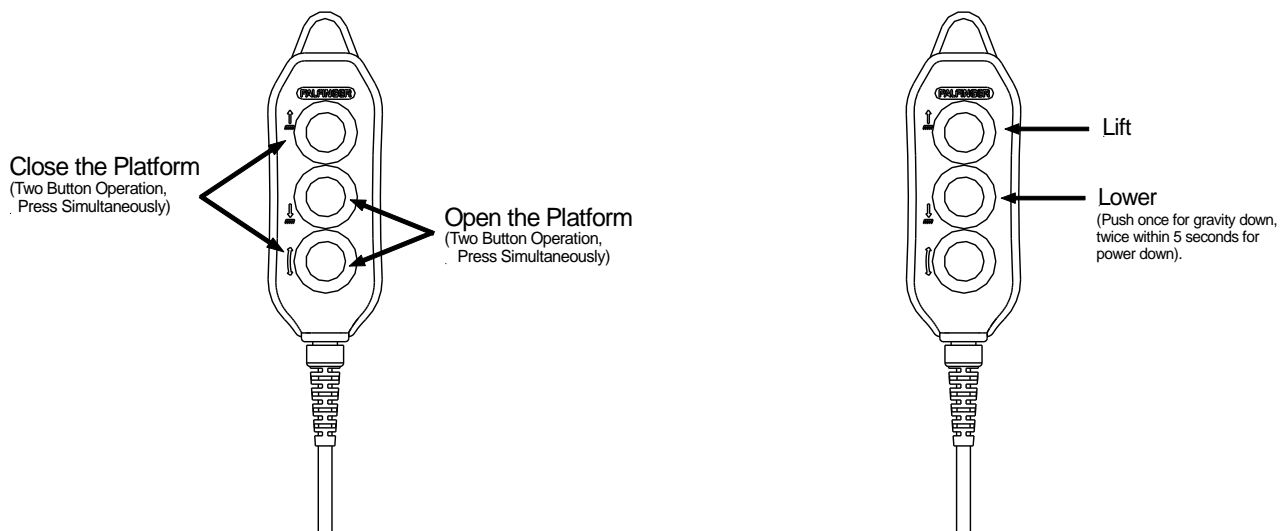 PALFINGER
Close the Platform
(Two Button Operation,
Press Simultaneously)
Open the Platform
(Two Button Operation,
Press Simultaneously)
PALFINGER
Lift
Lower
(Push once for gravity down,
twice within 5 seconds for
power down).